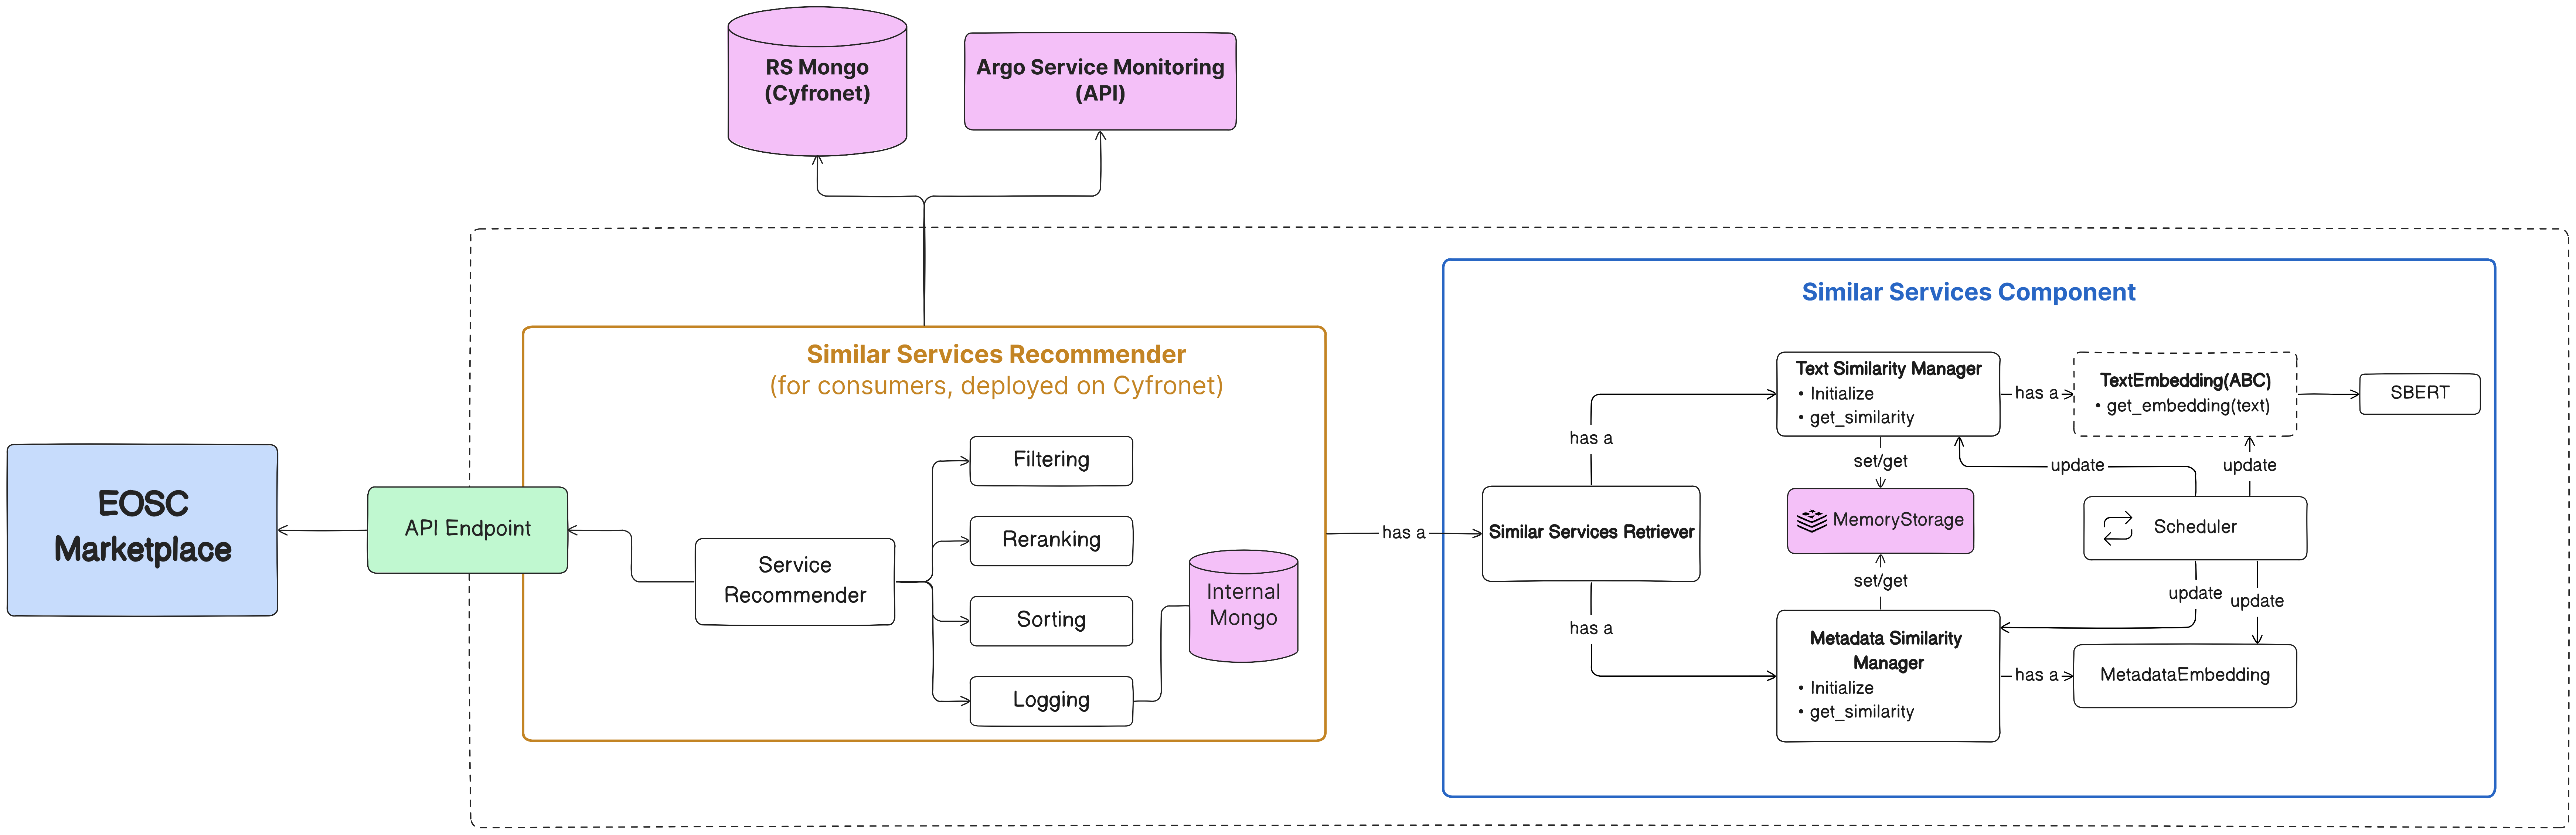 RS Mongo
(Cyfronet)
Argo Service Monitoring
(API)
Similar Services Component
Similar Services Recommender
(for consumers, deployed on Cyfronet)
EOSC
Marketplace
API Endpoint
Service
Recommender
Filtering
Reranking
Sorting
Logging
Internal
Mongo
has a
Similar Services Retriever
has a
has a
Text Similarity Manager
• Initialize
• get_similarity
has a
TextEmbedding(ABC)
• get_embedding(text)
SBERT
set/get
update
update
MemoryStorage
Scheduler
set/get
update
update
Metadada Similarity
Manager
• Initialize
• get_similarity
has a
MetadataEmbedding